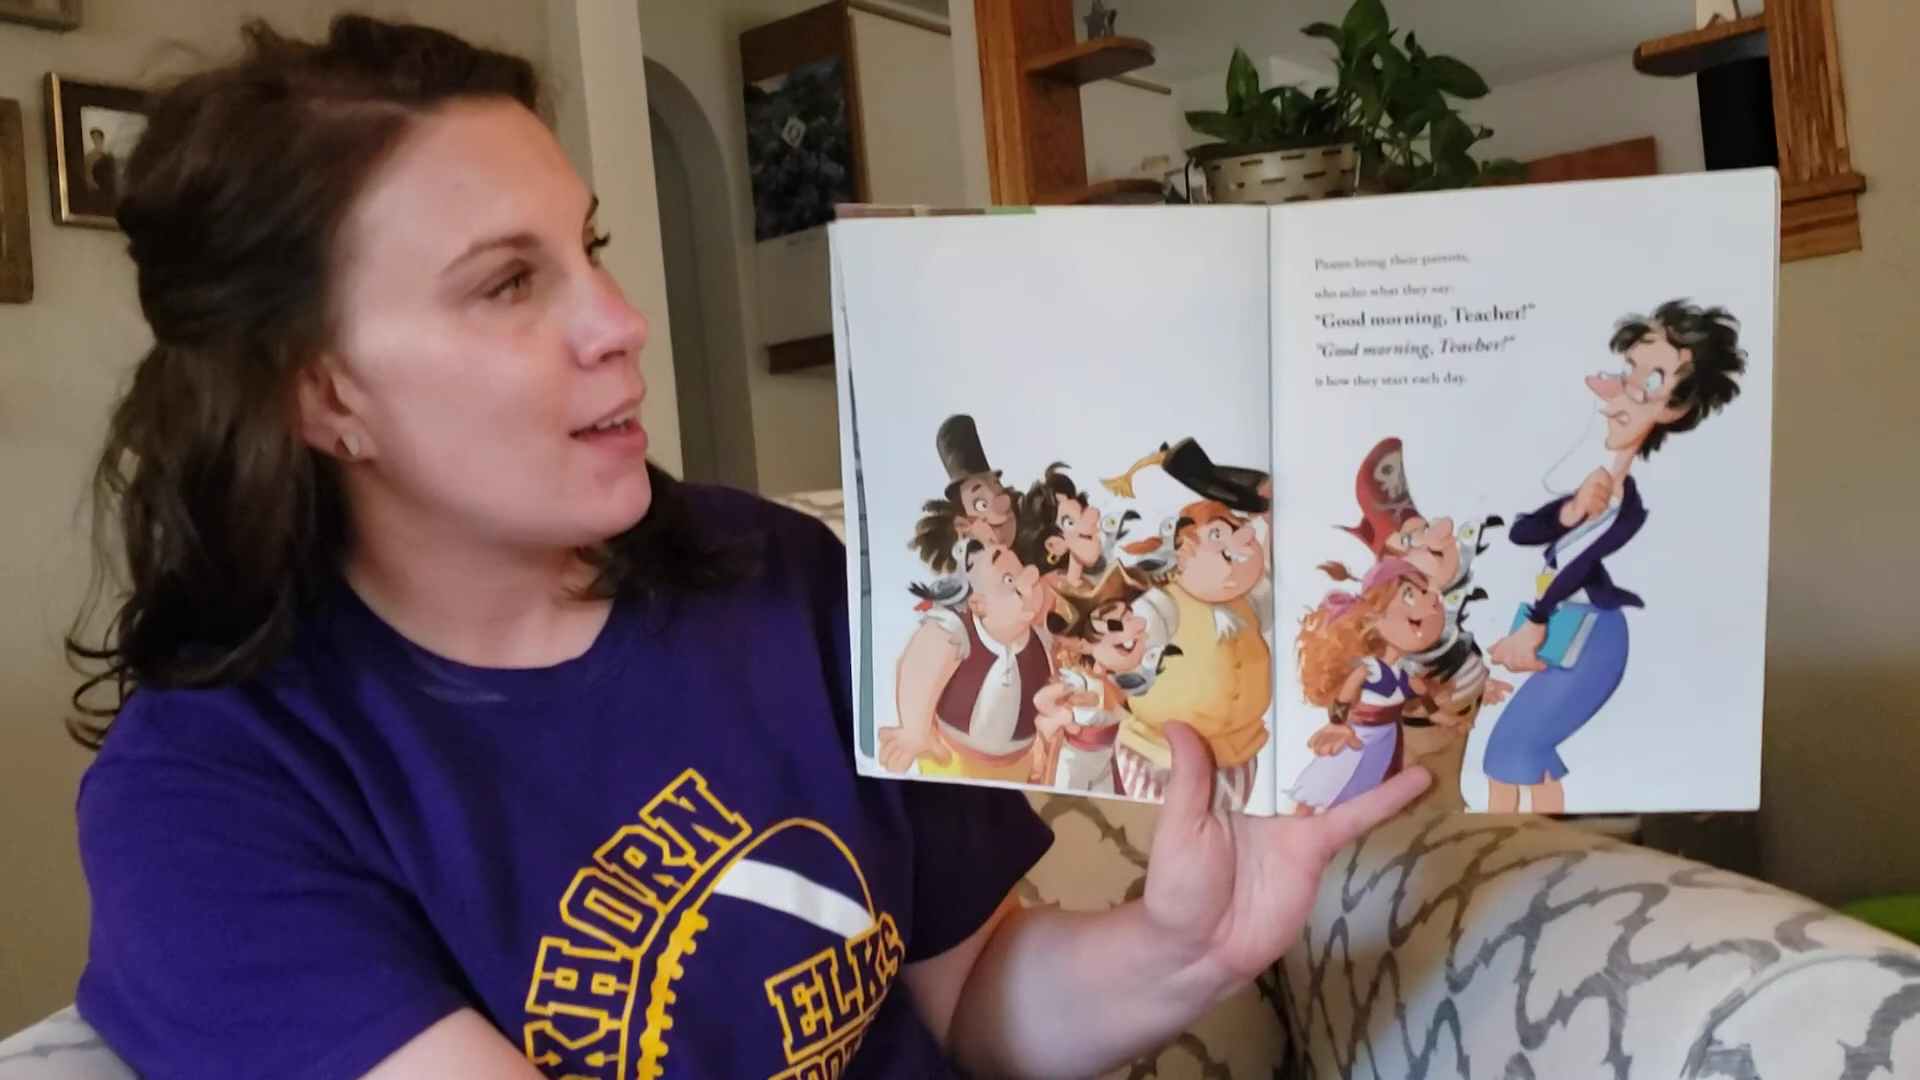 Pirates bring their parrots,
who echo what they say:
"Good morning, Teacher!"
"Good morning, Teacher!"
is how they start each day.
XHORN
ELKS